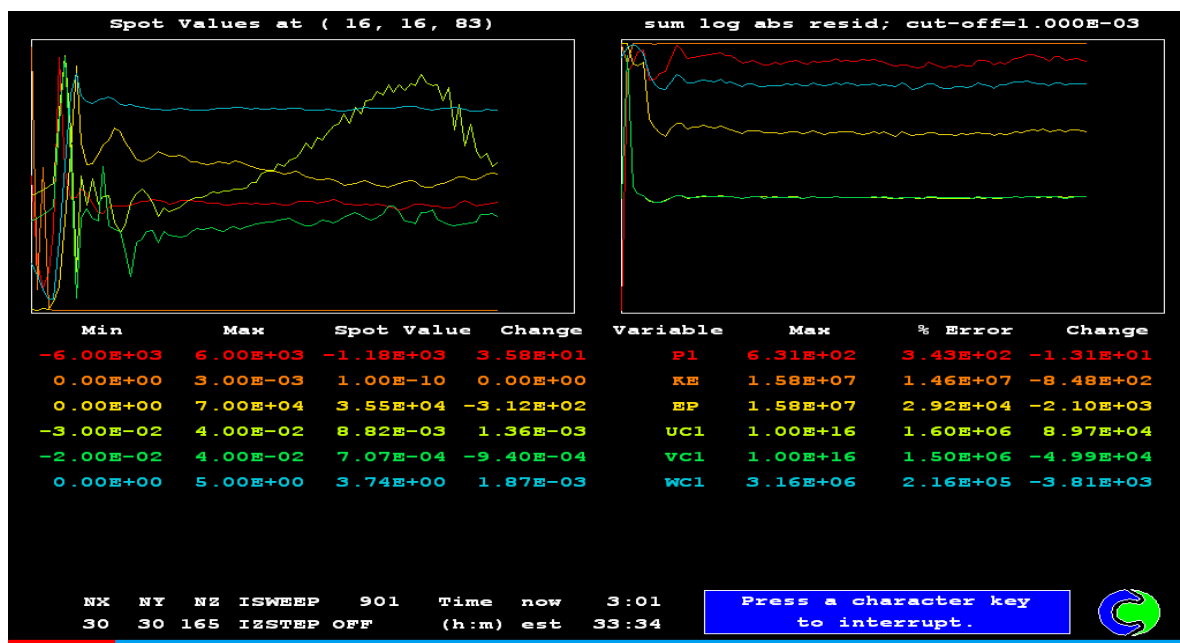 Spot Values at ( 16, 16, 83)
sum log abs resid; cut-off=1.000E-03
Min Max Spot Value Change Variable Max % Error Change
-6.00E+03 6.00E+03 -1.18E+03 3.58E+01 P1 6.31E+02 3.43E+02 -1.31E+01
0.00E+00 3.00E-03 1.00E-10 0.00E+00 KE 1.58E+07 1.46E+07 -8.48E+02
0.00E+00 7.00E+04 3.55E+04 -3.12E+02 EP 1.58E+07 2.92E+04 -2.10E+03
-3.00E-02 4.00E-02 8.82E-03 1.36E-03 UC1 1.00E+16 1.60E+06 8.97E+04
-2.00E-02 4.00E-02 7.07E-04 -9.40E-04 VC1 1.00E+16 1.50E+06 -4.99E+04
0.00E+00 5.00E+00 3.74E+00 1.87E-03 WC1 3.16E+06 2.16E+05 -3.81E+03
NX NY NZ ISWEEP 901 Time now 3:01
30 30 165 IZSTEP OFF (h:m) est 33:34
Press a character key
to interrupt.